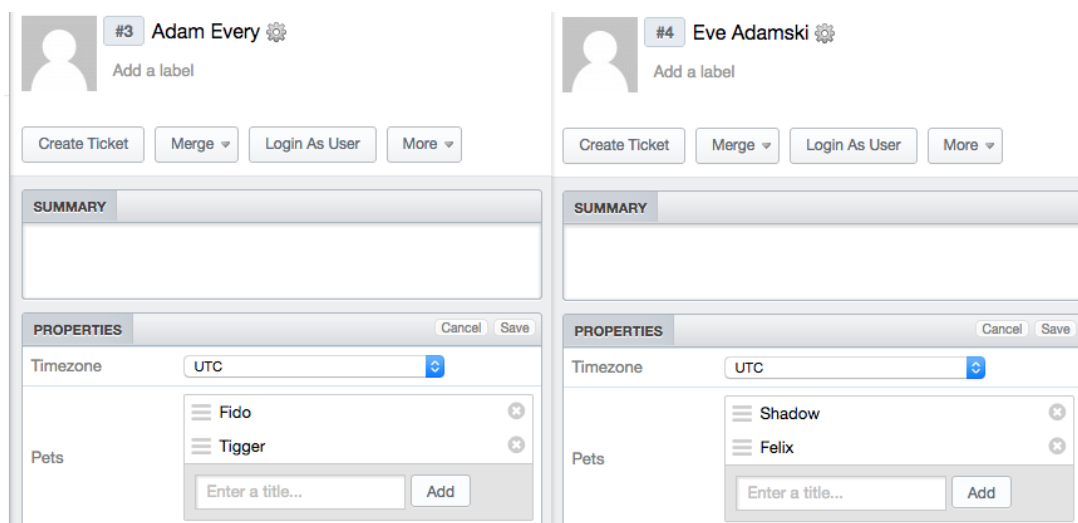 #3 Adam Every
Add a label
Create Ticket Merge Login As User More
SUMMARY
PROPERTIES Cancel Save
Timezone UTC
Pets
Fido
Tigger
Enter a title... Add
#4 Eve Adamski
Add a label
Create Ticket Merge Login As User More
SUMMARY
PROPERTIES Cancel Save
Timezone UTC
Pets
Shadow
Felix
Enter a title... Add